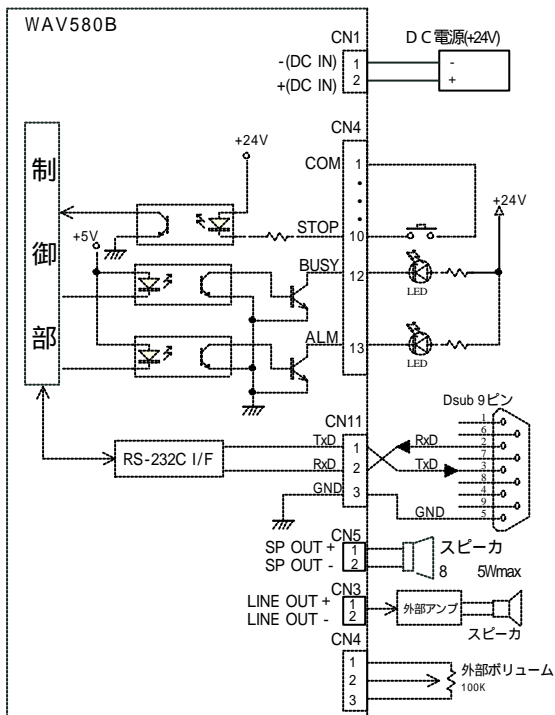 WAV580B
CN1
DC電源(+24V)
-(DC IN)
1
-
+(DC IN)
2
+
CN4
制御部
+24V
COM
1
+24V
STOP
10
+5V
BUSY
12
LED
ALM
13
LED
Dsub 9ピン
CN11
RS-232C I/F
TxD
1
RxD
RxD
2
TxD
GND
3
GND
1
6
2
7
3
8
4
9
5
CN5
SP OUT +
1
スピーカ
SP OUT -
2
8 5Wmax
CN3
LINE OUT +
1
外部アンプ
LINE OUT -
2
スピーカ
CN4
1
2
3
外部ボリューム
100K